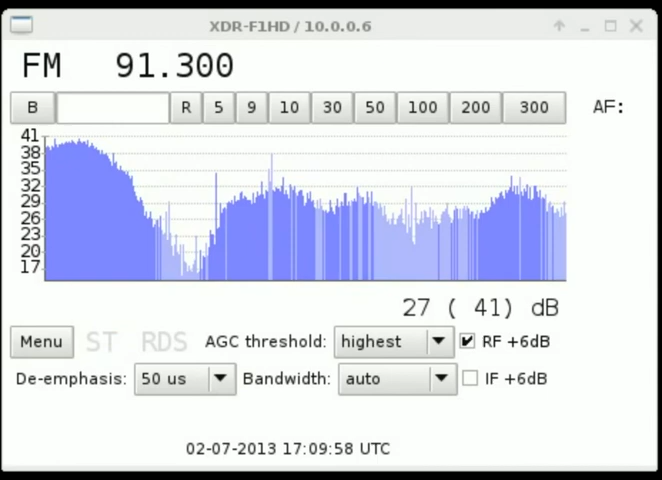 XDR-F1HD / 10.0.0.6
FM 91.300
B R 5 9 10 30 50 100 200 300 AF:
41
38
35
32
29
26
23
20
17
27 ( 41) dB
Menu ST RDS AGC threshold: highest RF +6dB
De-emphasis: 50 us Bandwidth: auto IF +6dB
02-07-2013 17:09:58 UTC